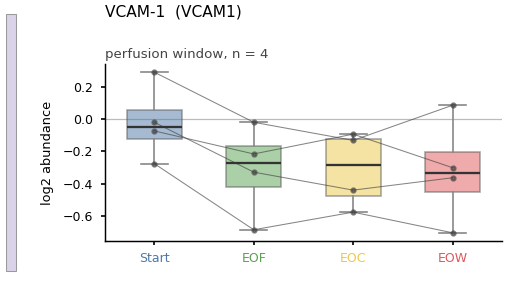 VCAM-1 (VCAM1)
perfusion window, n = 4
log2 abundance
0.2
0.0
−0.2
−0.4
−0.6
Start EOF EOC EOW